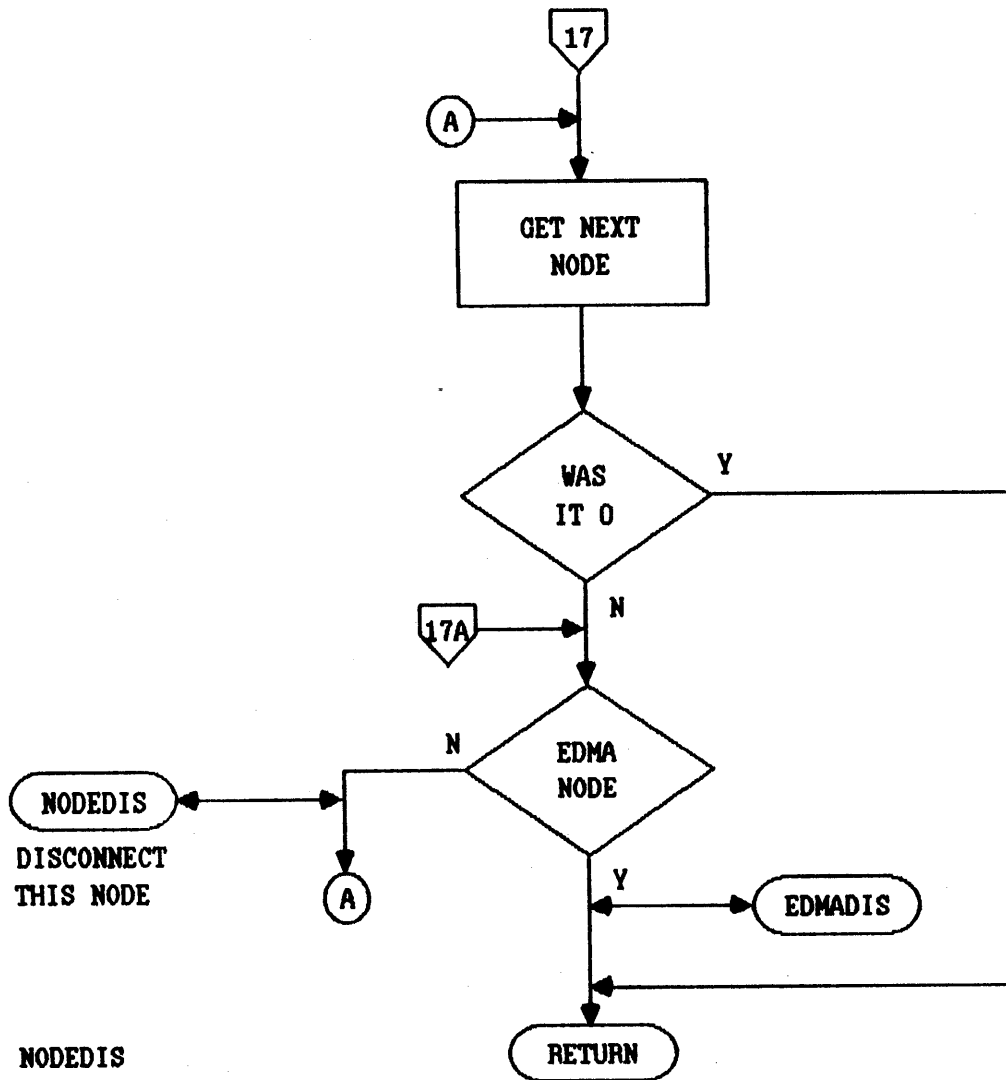 17
A
GET NEXT
NODE
WAS
IT 0
Y
N
17A
EDMA
NODE
N
NODEDIS
DISCONNECT
THIS NODE
A
Y
EDMADIS
RETURN
NODEDIS